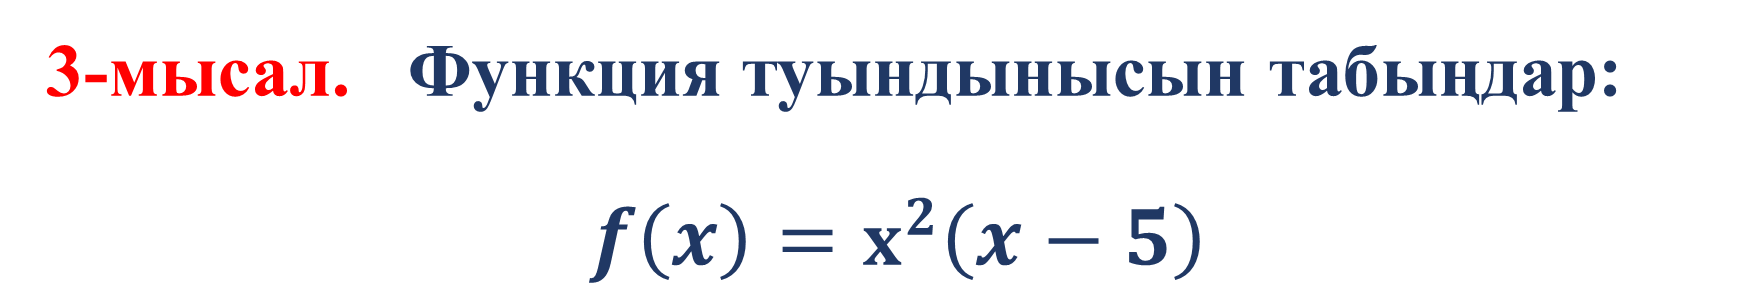 3-мысал. Функция туындынысын табыңдар:
f(x) = x²(x − 5)